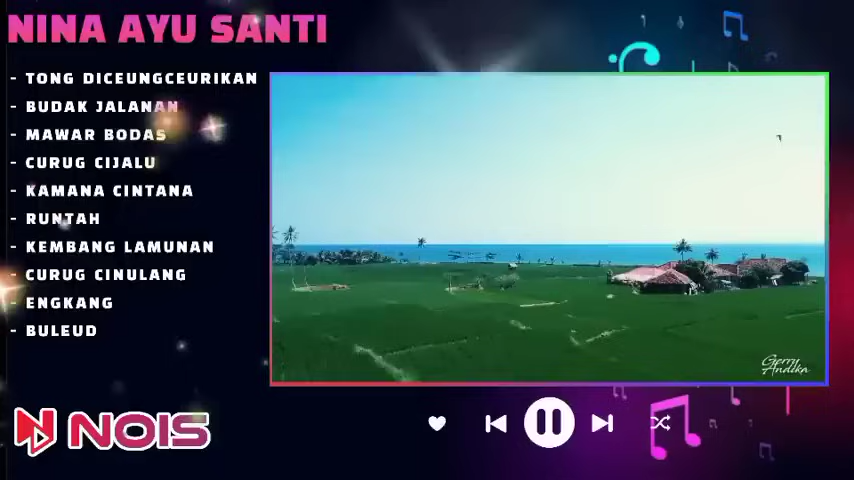 NINA AYU SANTI
- TONG DICEUNGCEURIKAN
- BUDAK JALANAN
- MAWAR BODAS
- CURUG CIJALU
- KAMANA CINTANA
- RUNTAH
- KEMBANG LAMUNAN
- CURUG CINULANG
- ENGKANG
- BULEUD
Gerry
Andika
NOIS